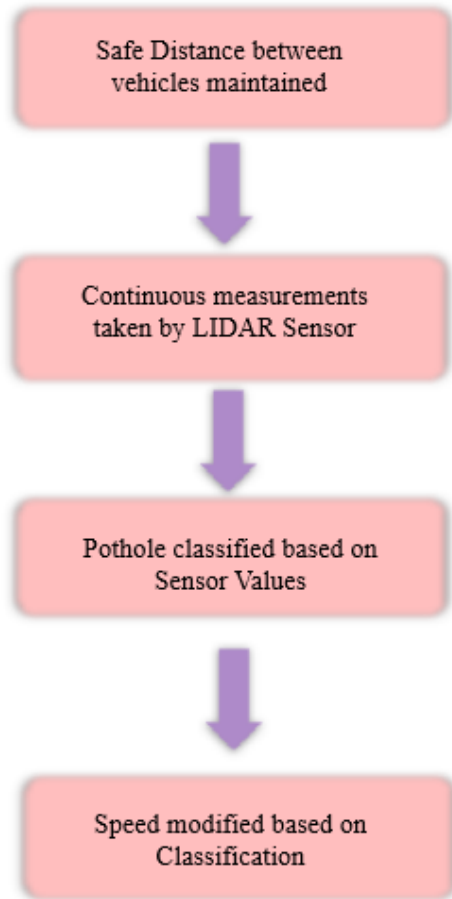 Safe Distance between
vehicles maintained
Continuous measurements
taken by LIDAR Sensor
Pothole classified based on
Sensor Values
Speed modified based on
Classification